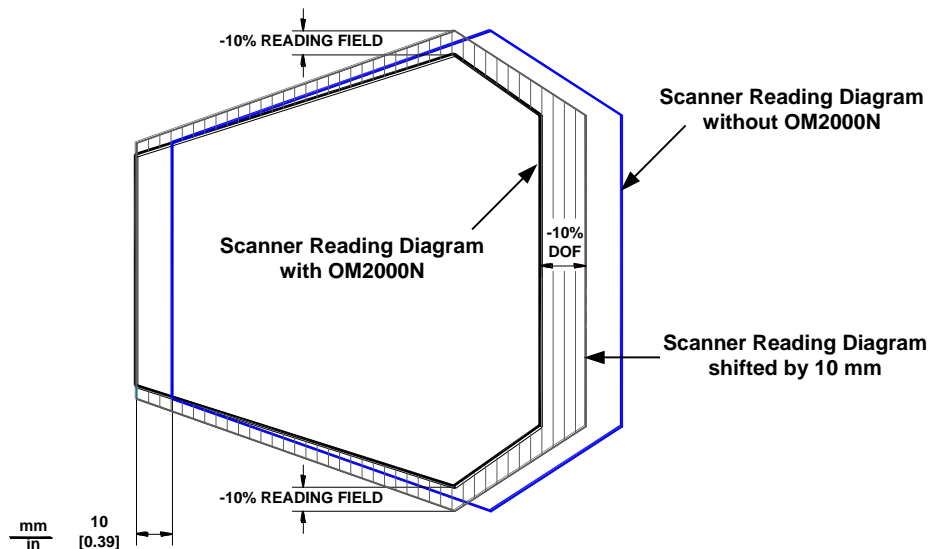 -10% READING FIELD
Scanner Reading Diagram
without OM2000N
Scanner Reading Diagram
with OM2000N
-10%
DOF
Scanner Reading Diagram
shifted by 10 mm
-10% READING FIELD
mm
in
10
[0.39]